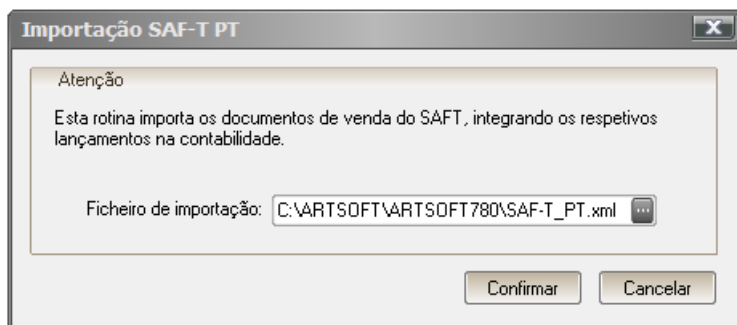 Importação SAF-T PT
Atenção
Esta rotina importa os documentos de venda do SAFT, integrando os respetivos
lançamentos na contabilidade.
Ficheiro de importação: C:\ARTSOFT\ARTSOFT780\SAF-T_PT.xml ...
Confirmar Cancelar